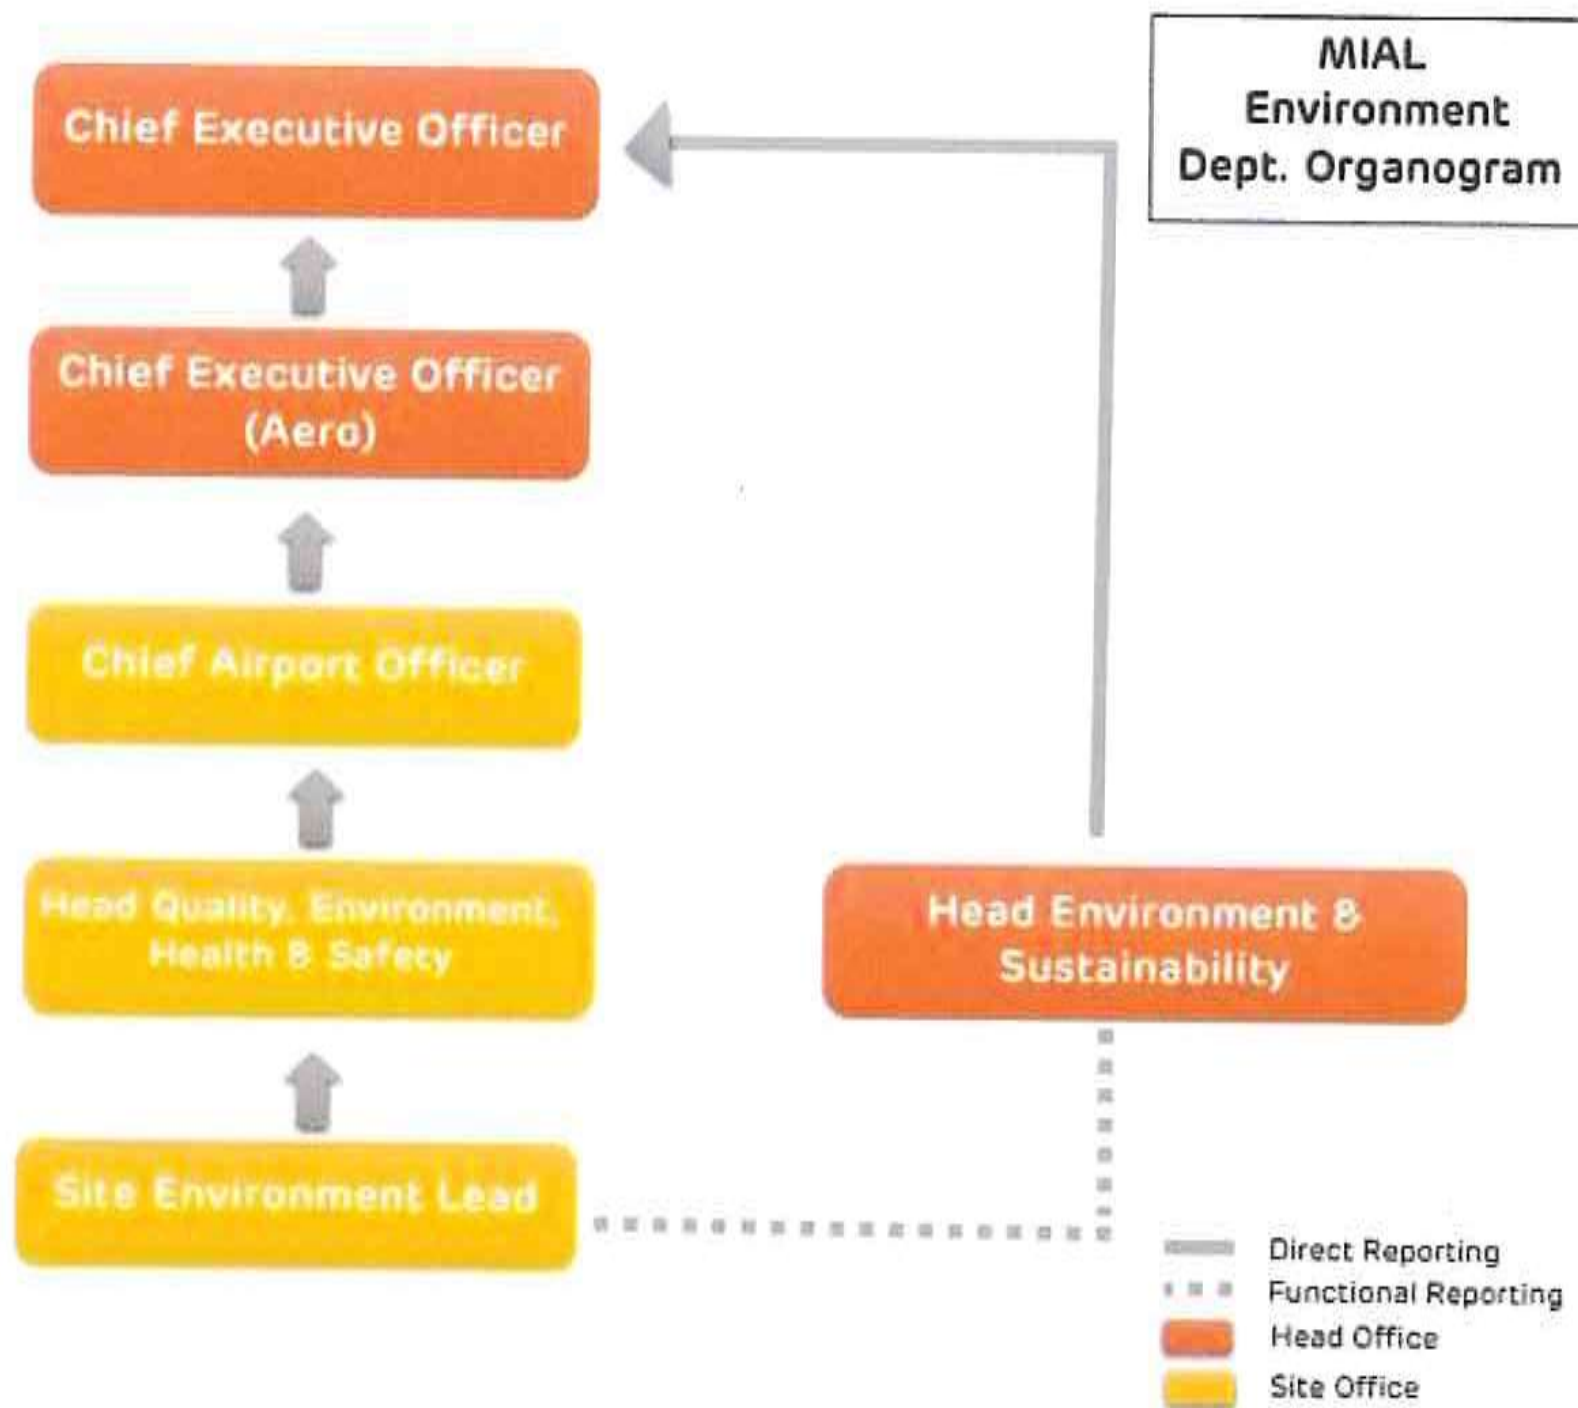 MIAL
Environment
Dept. Organogram
Chief Executive Officer
Chief Executive Officer
(Aero)
Chief Airport Officer
Head Quality, Environment,
Health & Safety
Head Environment &
Sustainability
Site Environment Lead
Direct Reporting
Functional Reporting
Head Office
Site Office